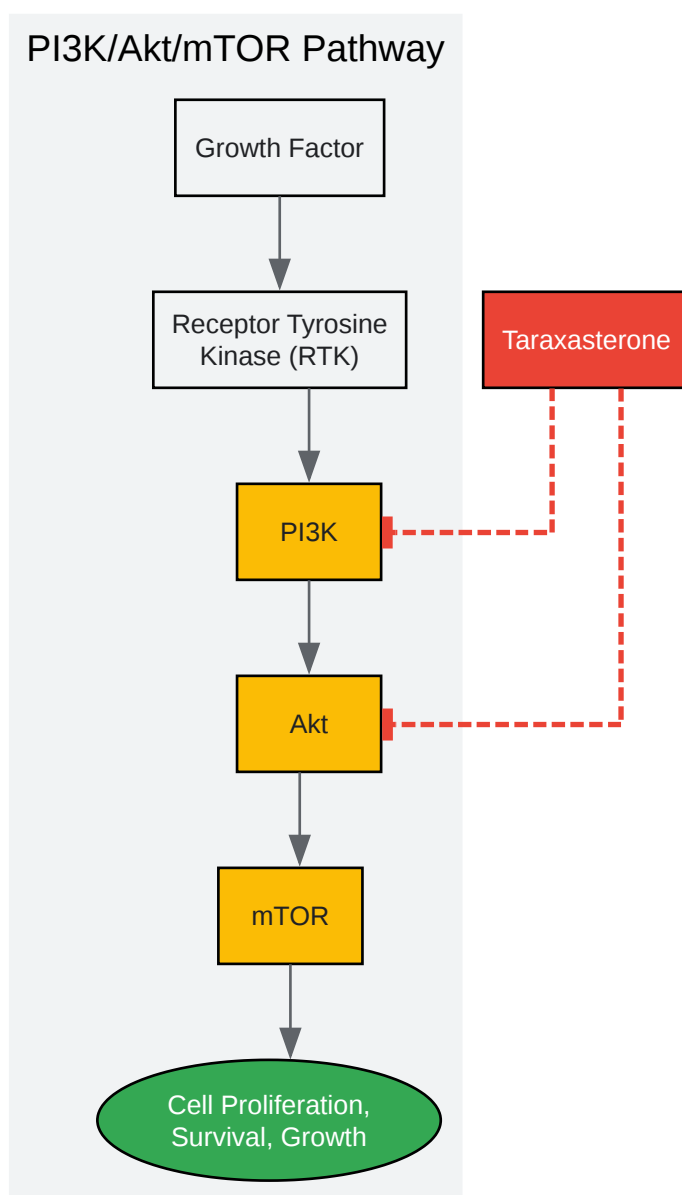 PI3K/Akt/mTOR Pathway
Growth Factor
Receptor Tyrosine
Kinase (RTK)
Taraxasterone
PI3K
Akt
mTOR
Cell Proliferation,
Survival, Growth